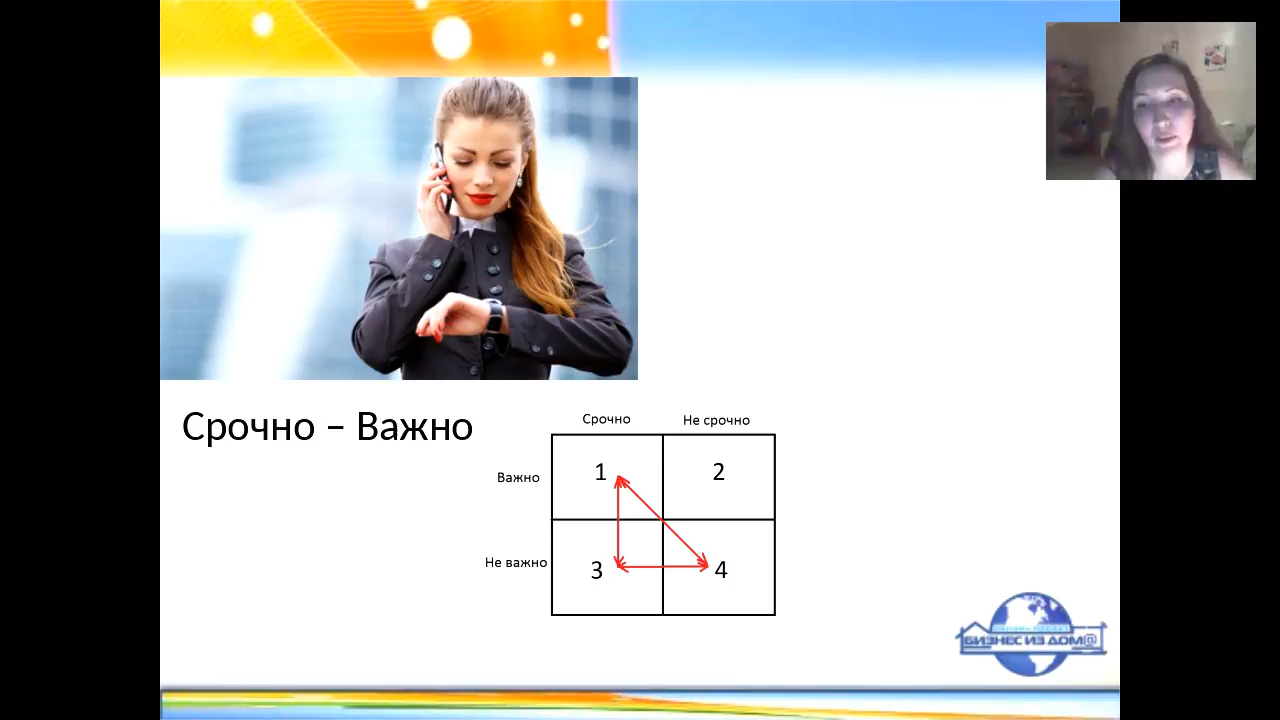 Срочно – Важно
Срочно Не срочно
Важно 1 2
Не важно 3 4
БИЗНЕС ИЗ ДОМ@